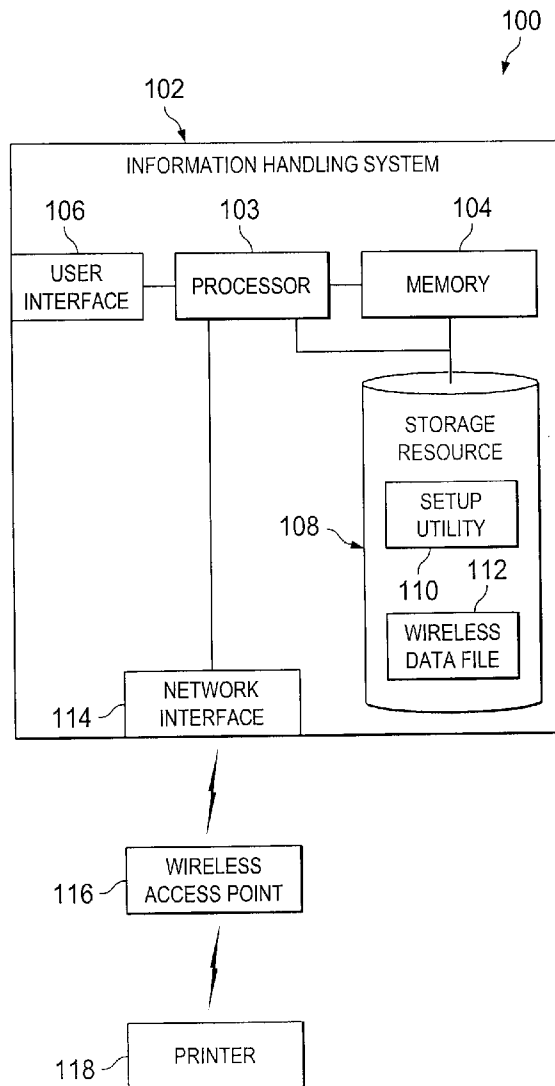 100
102
INFORMATION HANDLING SYSTEM
106
103
104
USER
INTERFACE
PROCESSOR
MEMORY
STORAGE
RESOURCE
SETUP
UTILITY
108
110
112
WIRELESS
DATA FILE
NETWORK
INTERFACE
114
WIRELESS
ACCESS POINT
116
PRINTER
118